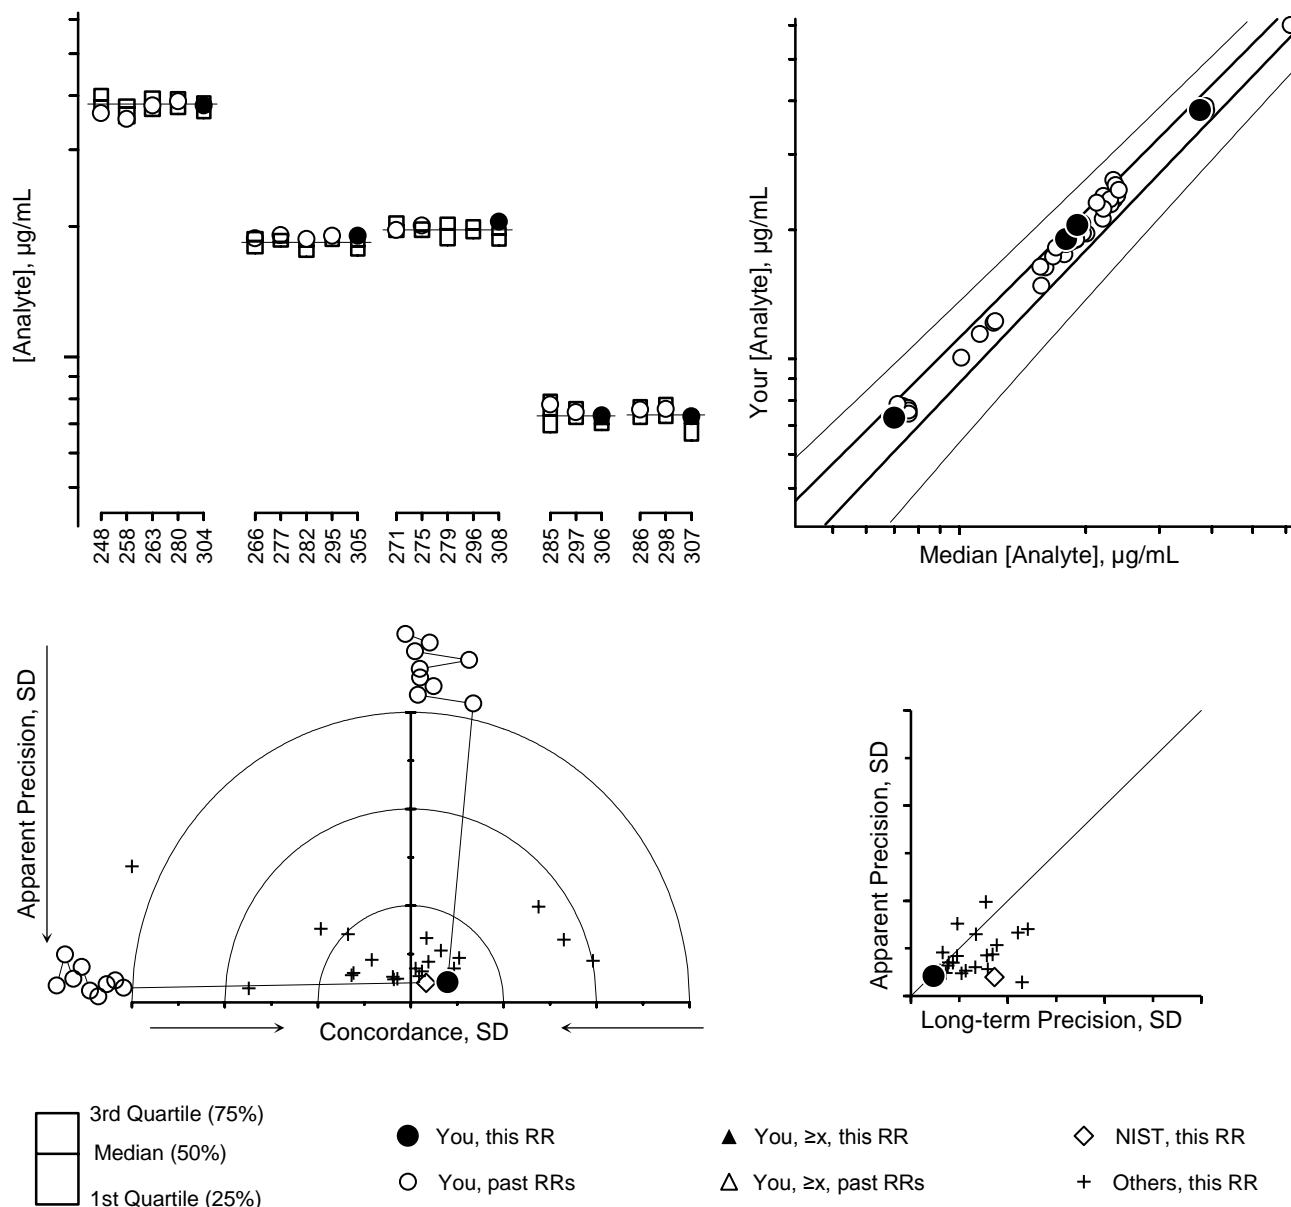 [Analyte], µg/mL
248
258
263
280
304
266
277
282
295
305
271
275
279
296
308
285
297
306
286
298
307
Your [Analyte], µg/mL
Median [Analyte], µg/mL
Apparent Precision, SD
Concordance, SD
Apparent Precision, SD
Long-term Precision, SD
3rd Quartile (75%)
Median (50%)
1st Quartile (25%)
You, this RR
You, past RRs
You, ≥x, this RR
You, ≥x, past RRs
NIST, this RR
Others, this RR